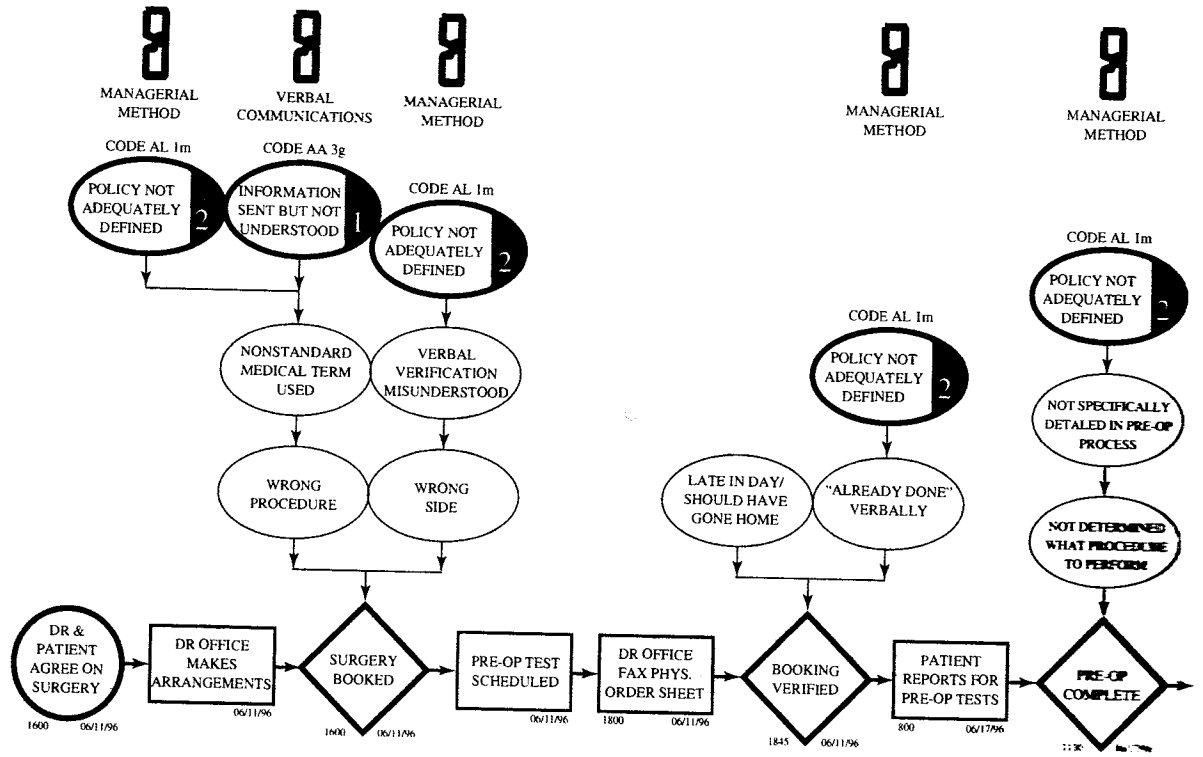 MANAGERIAL
METHOD
VERBAL
COMMUNICATIONS
MANAGERIAL
METHOD
MANAGERIAL
METHOD
MANAGERIAL
METHOD
CODE AL 1m
POLICY NOT
ADEQUATELY
DEFINED
2
CODE AA 3g
INFORMATION
SENT BUT NOT
UNDERSTOOD
1
CODE AL 1m
POLICY NOT
ADEQUATELY
DEFINED
2
CODE AL 1m
POLICY NOT
ADEQUATELY
DEFINED
2
CODE AL 1m
POLICY NOT
ADEQUATELY
DEFINED
2
NONSTANDARD
MEDICAL TERM
USED
VERBAL
VERIFICATION
MISUNDERSTOOD
NOT SPECIFICALLY
DETALED IN PRE-OP
PROCESS
WRONG
PROCEDURE
WRONG
SIDE
LATE IN DAY/
SHOULD HAVE
GONE HOME
"ALREADY DONE"
VERBALLY
NOT DETERMINED
WHAT PROCEDURE
TO PERFORM
DR &
PATIENT
AGREE ON
SURGERY
1600 06/11/96
DR OFFICE
MAKES
ARRANGEMENTS
06/11/96
SURGERY
BOOKED
1600 06/11/96
PRE-OP TEST
SCHEDULED
06/11/96
DR OFFICE
FAX PHYS.
ORDER SHEET
1800 06/11/96
BOOKING
VERIFIED
1845 06/11/96
PATIENT
REPORTS FOR
PRE-OP TESTS
800 06/17/96
PRE-OP
COMPLETE